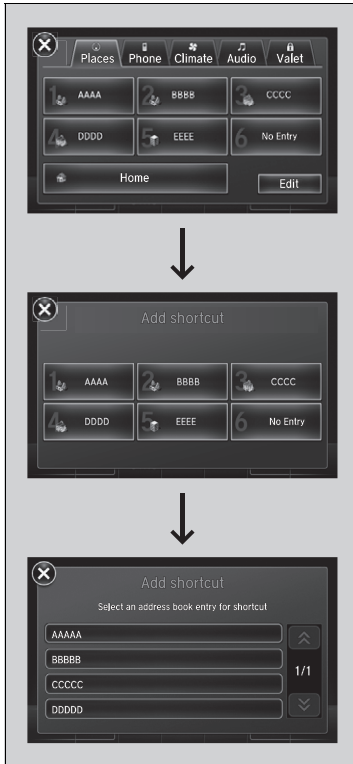 Places Phone Climate Audio Valet
1 AAAA 2 BBBB 3 CCCC
4 DDDD 5 EEEE 6 No Entry
Home
Edit
Add shortcut
1 AAAA 2 BBBB 3 CCCC
4 DDDD 5 EEEE 6 No Entry
Add shortcut
Select an address book entry for shortcut
AAAAA
BBBBB
1/1
CCCCC
DDDDD